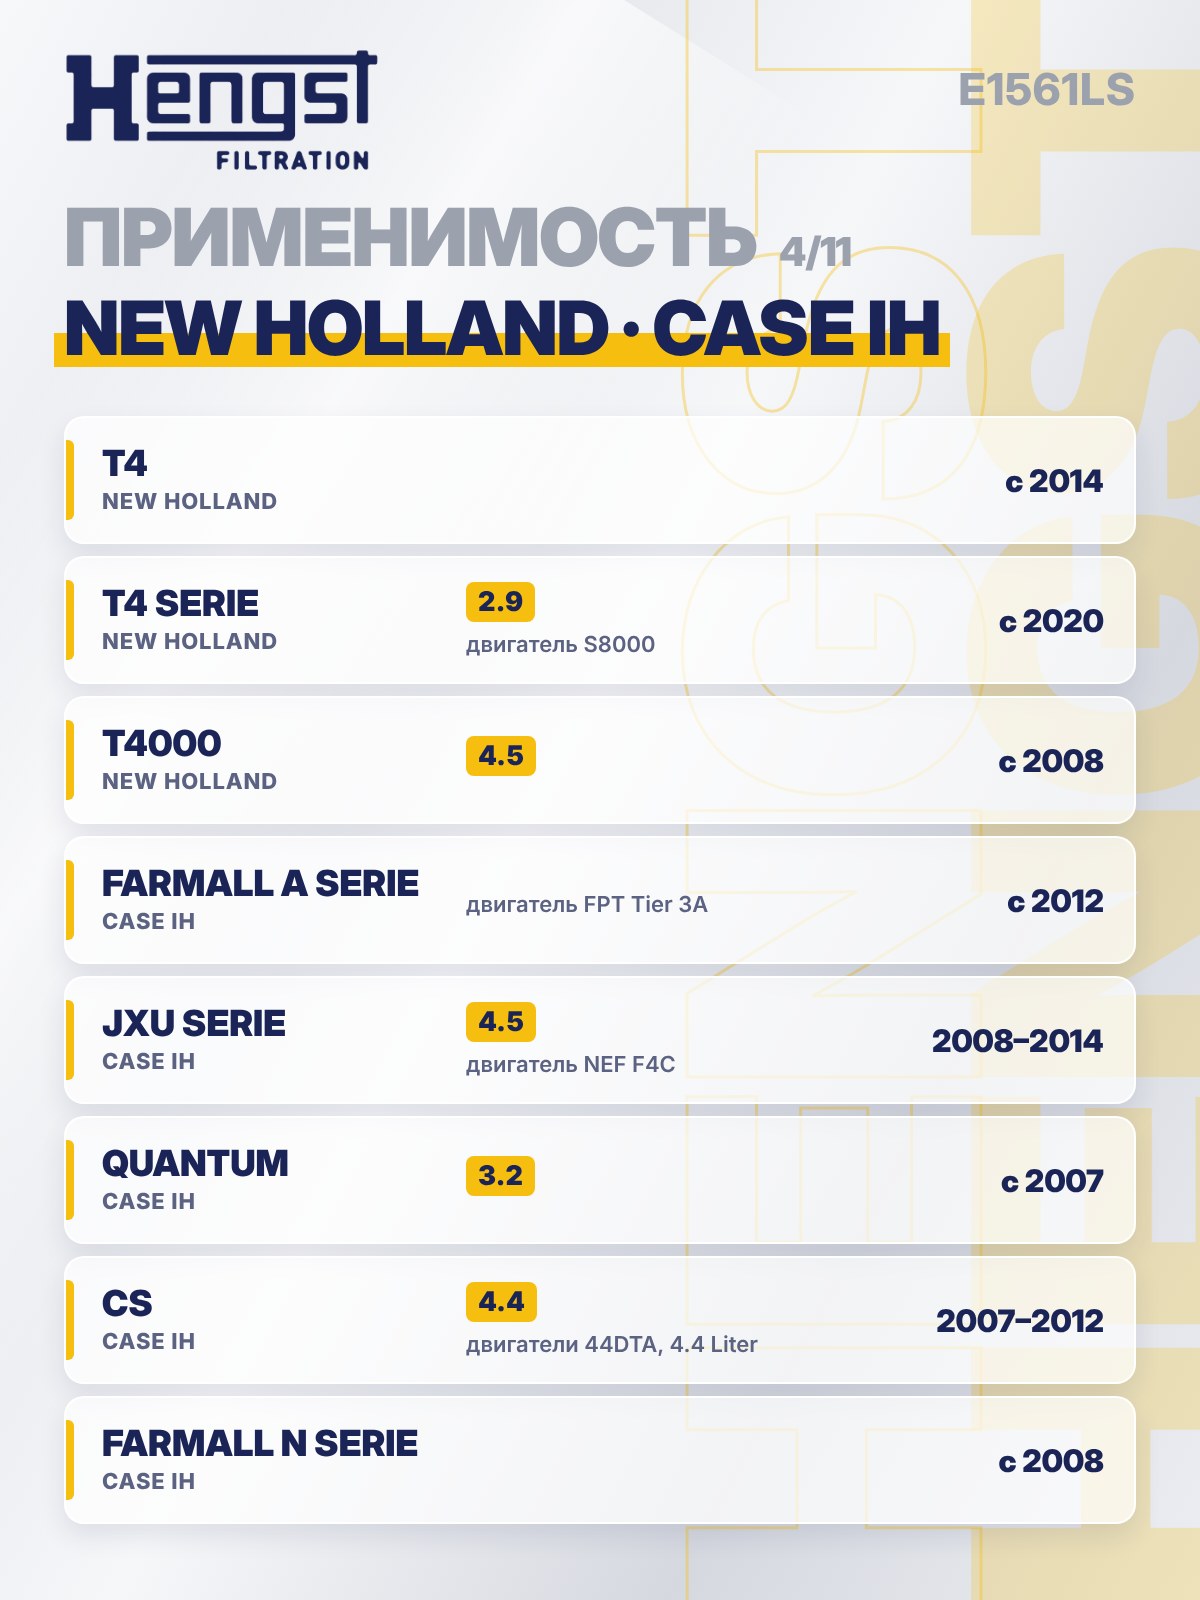 Hengst
FILTRATION
E1561LS
ПРИМЕНИМОСТЬ 4/11
NEW HOLLAND · CASE IH
T4
NEW HOLLAND
с 2014
T4 SERIE
NEW HOLLAND
2.9
двигатель S8000
с 2020
T4000
NEW HOLLAND
4.5
с 2008
FARMALL A SERIE
CASE IH
двигатель FPT Tier 3A
с 2012
JXU SERIE
CASE IH
4.5
двигатель NEF F4C
2008–2014
QUANTUM
CASE IH
3.2
с 2007
CS
CASE IH
4.4
двигатели 44DTA, 4.4 Liter
2007–2012
FARMALL N SERIE
CASE IH
с 2008
HENGST
HENGST